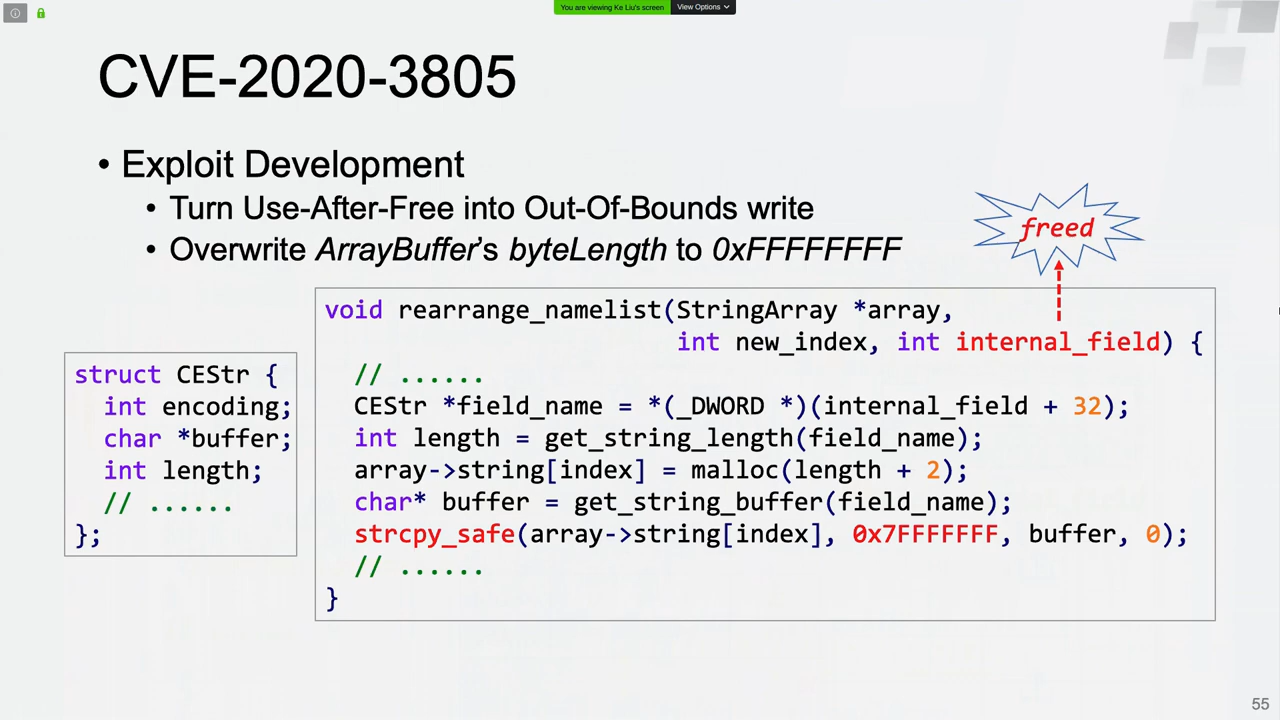 You are viewing Ke Liu's screen
View Options
CVE-2020-3805
• Exploit Development
• Turn Use-After-Free into Out-Of-Bounds write
• Overwrite ArrayBuffer's byteLength to 0xFFFFFFFF
freed
struct CEStr {
int encoding;
char *buffer;
int length;
// ......
};
void rearrange_namelist(StringArray *array,
int new_index, int internal_field) {
// ......
CEStr *field_name = *(_DWORD *)(internal_field + 32);
int length = get_string_length(field_name);
array->string[index] = malloc(length + 2);
char* buffer = get_string_buffer(field_name);
strcpy_safe(array->string[index], 0x7FFFFFFF, buffer, 0);
// ......
}
55